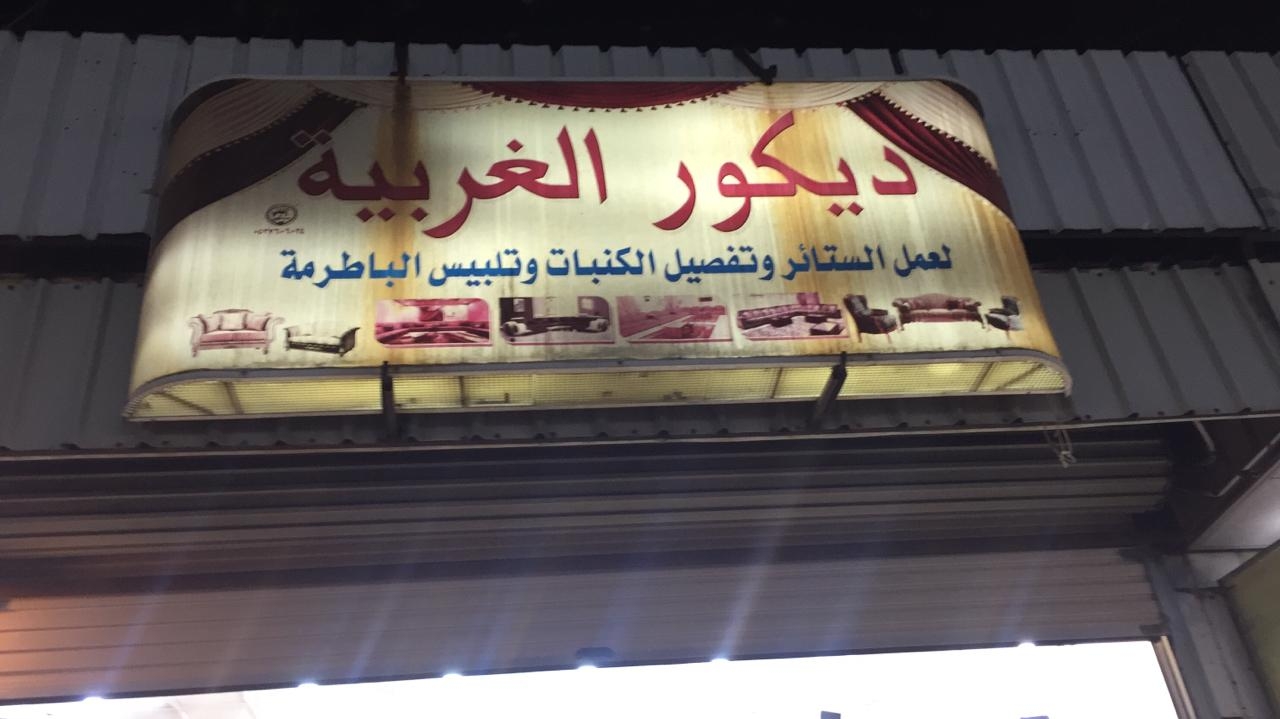 ديكور الغربية
لعمل الستائر وتفصيل الكنبات وتلبيس الباطرمة